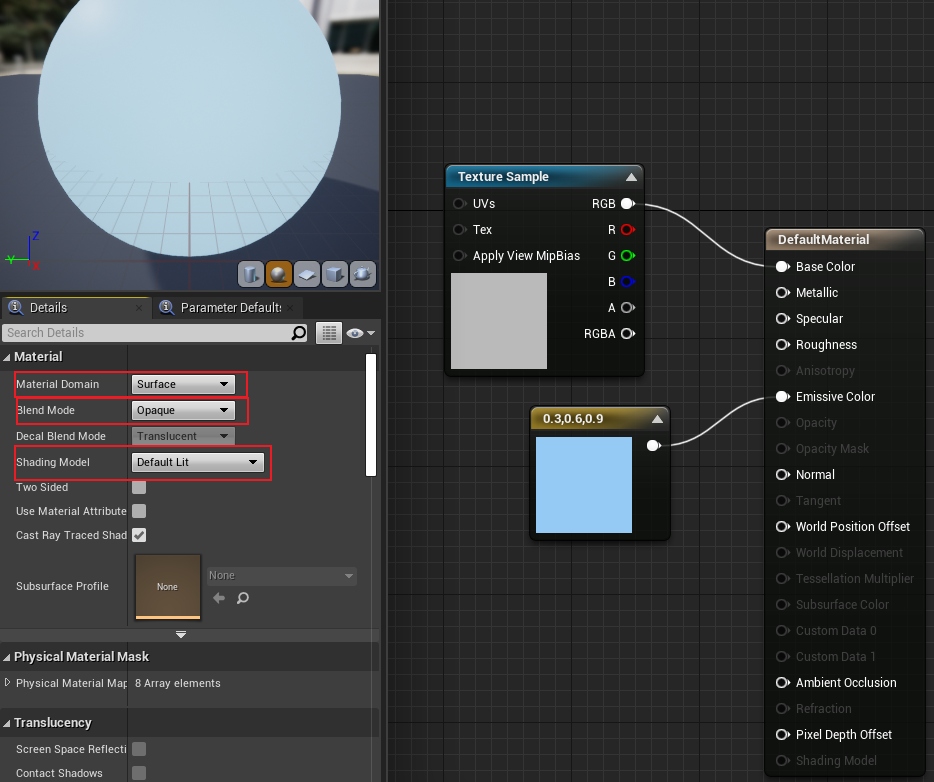 Z
Y
X
Details
Parameter Default:
Search Details
Material
Material Domain Surface
Blend Mode Opaque
Decal Blend Mode Translucent
Shading Model Default Lit
Two Sided
Use Material Attribute
Cast Ray Traced Shad
Subsurface Profile None None
Physical Material Mask
Physical Material Map 8 Array elements
Translucency
Screen Space Reflecti
Contact Shadows
Texture Sample
UVs RGB
Tex R
Apply View MipBias G
B
A
RGBA
0.3,0.6,0.9
DefaultMaterial
Base Color
Metallic
Specular
Roughness
Anisotropy
Emissive Color
Opacity
Opacity Mask
Normal
Tangent
World Position Offset
World Displacement
Tessellation Multiplier
Subsurface Color
Custom Data 0
Custom Data 1
Ambient Occlusion
Refraction
Pixel Depth Offset
Shading Model